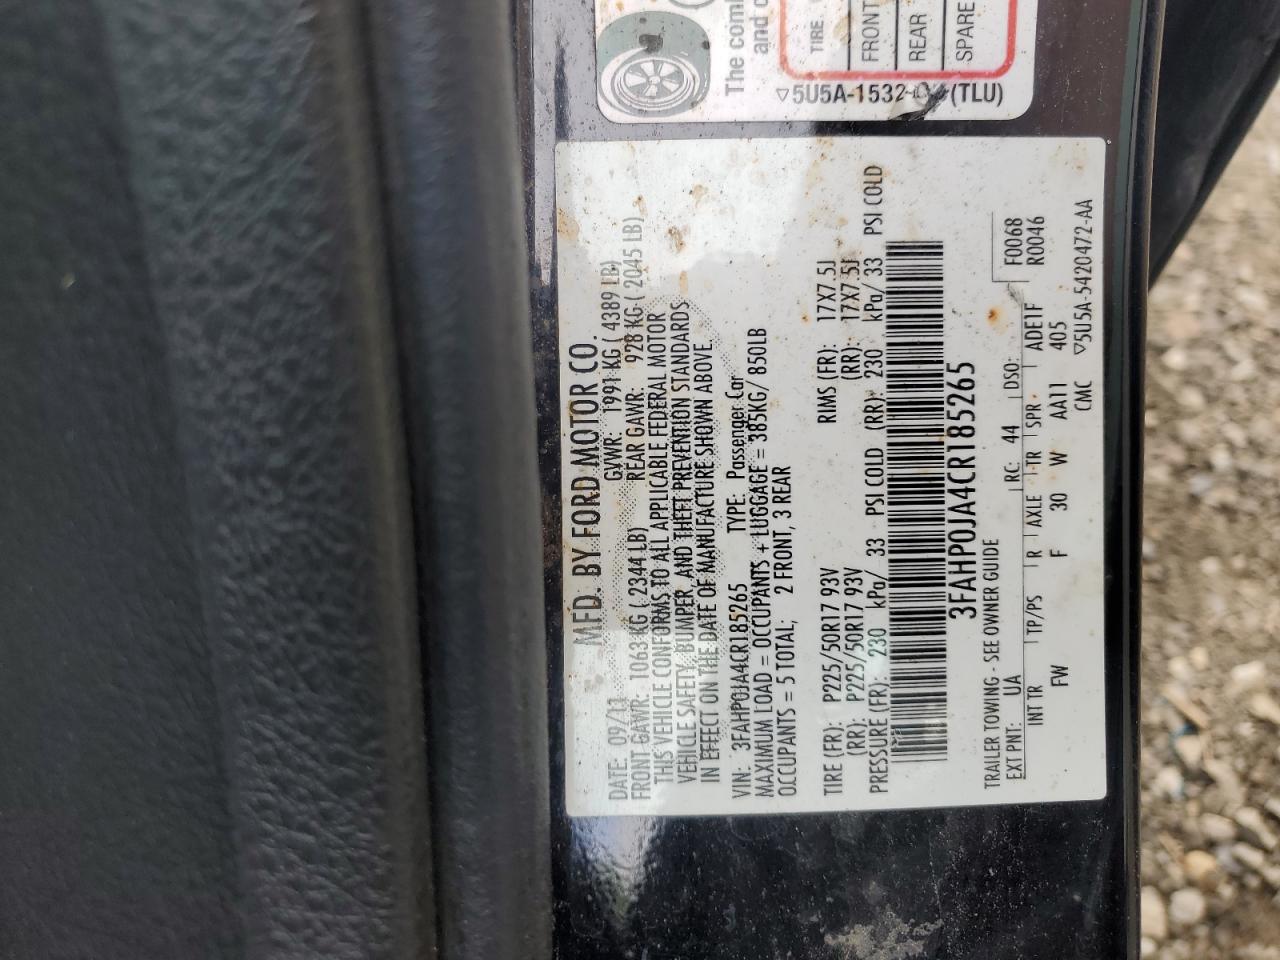 MFD. BY FORD MOTOR CO.
DATE: 09/11 GVWR: 1991 KG ( 4389 LB)
FRONT GAWR: 1063 KG ( 2344 LB) REAR GAWR: 928 KG ( 2045 LB)
THIS VEHICLE CONFORMS TO ALL APPLICABLE FEDERAL MOTOR
VEHICLE SAFETY, BUMPER, AND THEFT PREVENTION STANDARDS
IN EFFECT ON THE DATE OF MANUFACTURE SHOWN ABOVE.
VIN: 3FAHP0JA4CR185265 TYPE: Passenger Car
MAXIMUM LOAD = OCCUPANTS + LUGGAGE = 385KG/ 850LB
OCCUPANTS = 5 TOTAL; 2 FRONT, 3 REAR
TIRE (FR): P225/50R17 93V RIMS (FR): 17X7.5J
(RR): P225/50R17 93V (RR): 17X7.5J
PRESSURE (FR): 230 kPa/ 33 PSI COLD (RR): 230 kPa/ 33 PSI COLD
3FAHP0JA4CR185265
TRAILER TOWING - SEE OWNER GUIDE F0068
EXT PNT: UA RC: 44 DSO: R0046
INT TR TP/PS R AXLE TR SPR ADE1F
FW F 30 W AA11 405
CMC ▽5U5A-5420472-AA
The
and
TIRE
FRONT
REAR
SPARE
▽5U5A-1532- (TLU)